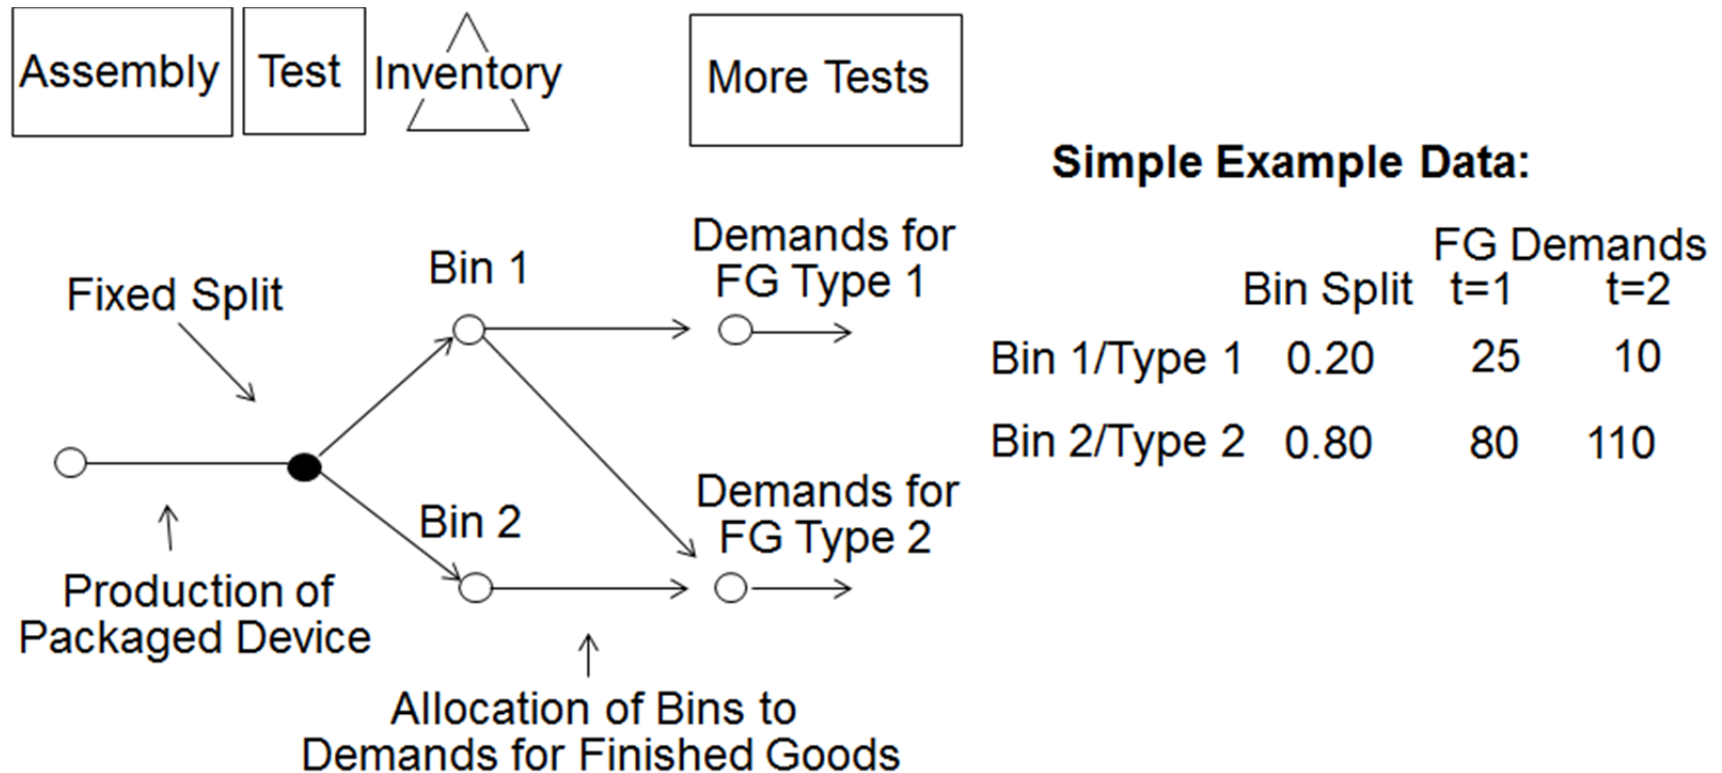 Assembly
Test
Inventory
More Tests
Simple Example Data:
Fixed Split
Bin 1
Demands for
FG Type 1
Bin 2
Demands for
FG Type 2
Production of
Packaged Device
Allocation of Bins to
Demands for Finished Goods
FG Demands
Bin Split t=1 t=2
Bin 1/Type 1 0.20 25 10
Bin 2/Type 2 0.80 80 110